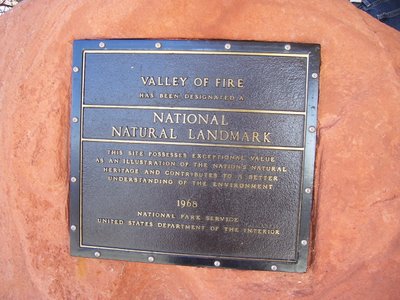 VALLEY OF FIRE
HAS BEEN DESIGNATED A
NATIONAL
NATURAL LANDMARK
THIS SITE POSSESSES EXCEPTIONAL VALUE
AS AN ILLUSTRATION OF THE NATION'S NATURAL
HERITAGE AND CONTRIBUTES TO A BETTER
UNDERSTANDING OF THE ENVIRONMENT
1968
NATIONAL PARK SERVICE
UNITED STATES DEPARTMENT OF THE INTERIOR